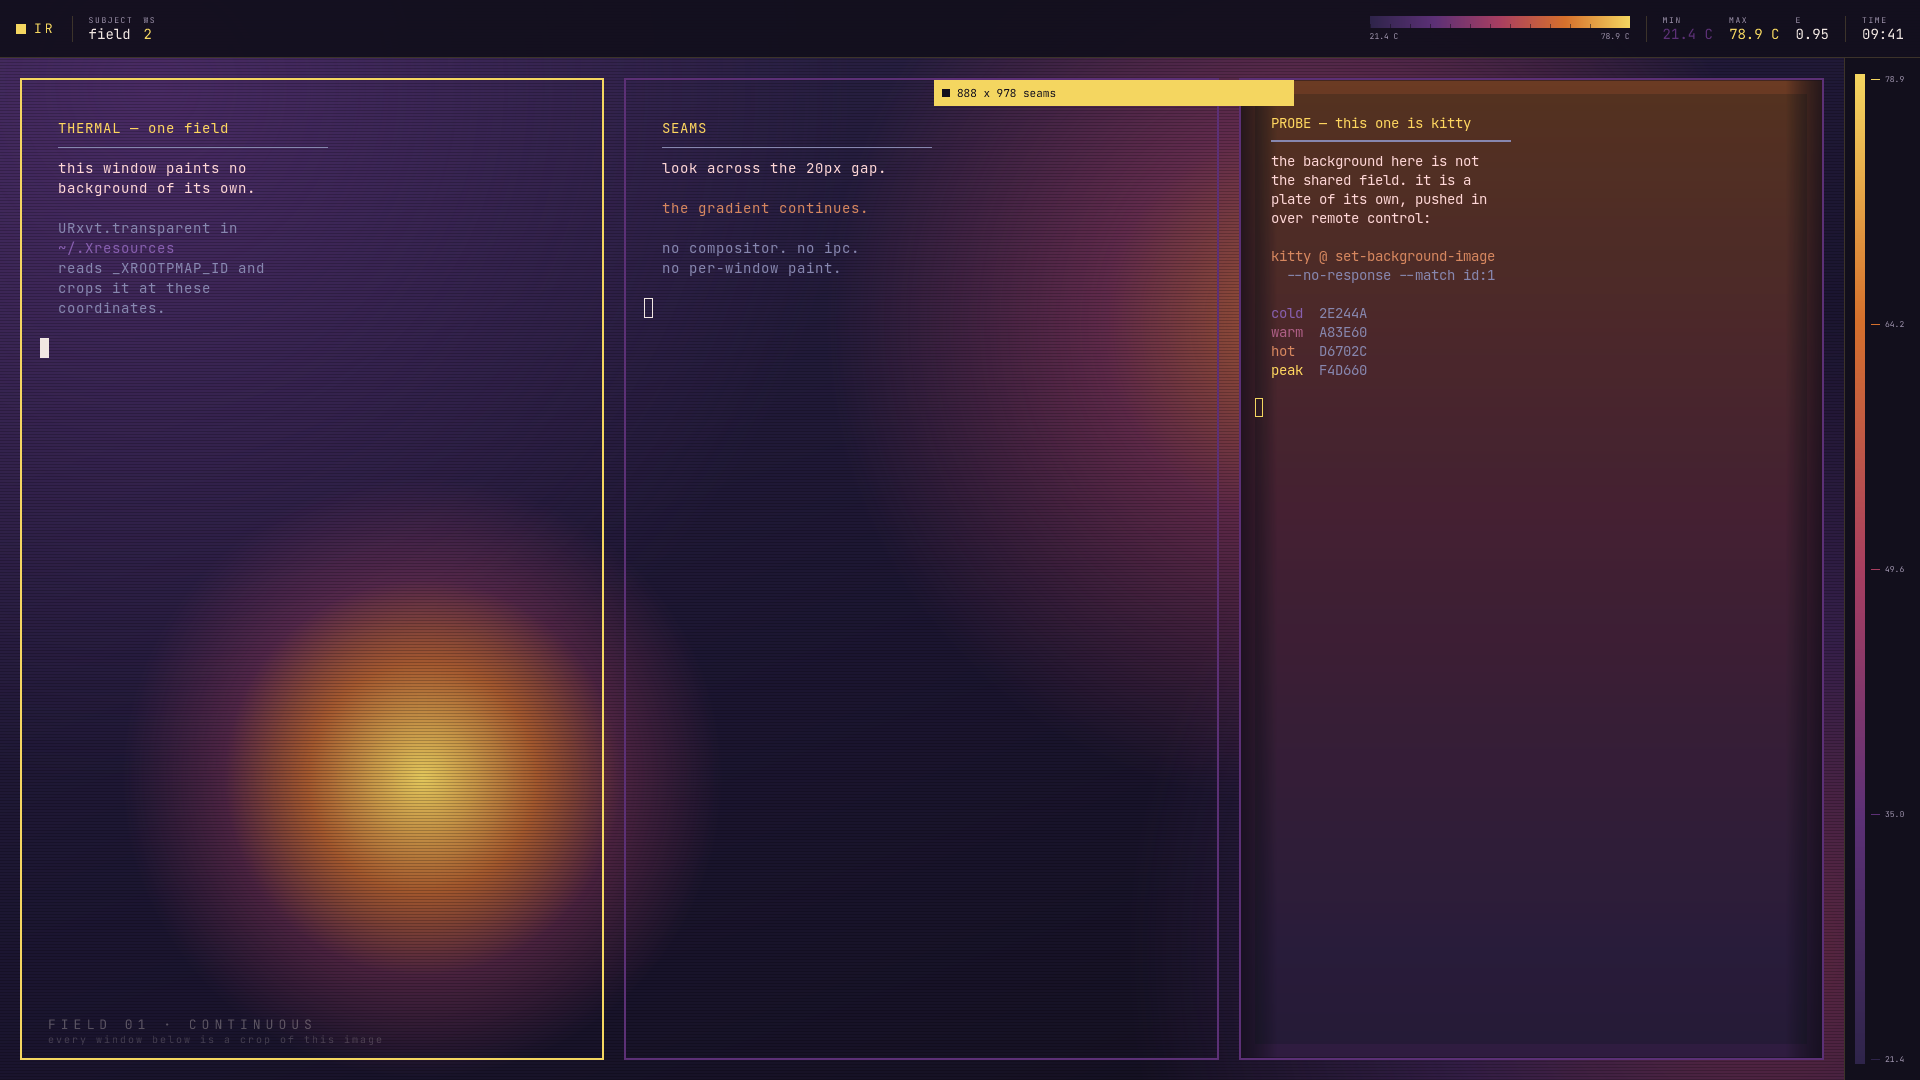 IR
SUBJECT WS
field 2
21.4 C 78.9 C
MIN MAX E TIME
21.4 C 78.9 C 0.95 09:41
888 x 978 seams
THERMAL — one field
this window paints no
background of its own.
URxvt.transparent in
~/.Xresources
reads _XROOTPMAP_ID and
crops it at these
coordinates.
FIELD 01 · CONTINUOUS
every window below is a crop of this image
SEAMS
look across the 20px gap.
the gradient continues.
no compositor. no ipc.
no per-window paint.
PROBE — this one is kitty
the background here is not
the shared field. it is a
plate of its own, pushed in
over remote control:
kitty @ set-background-image
--no-response --match id:1
cold 2E244A
warm A83E60
hot D6702C
peak F4D660
78.9
64.2
49.6
35.0
21.4